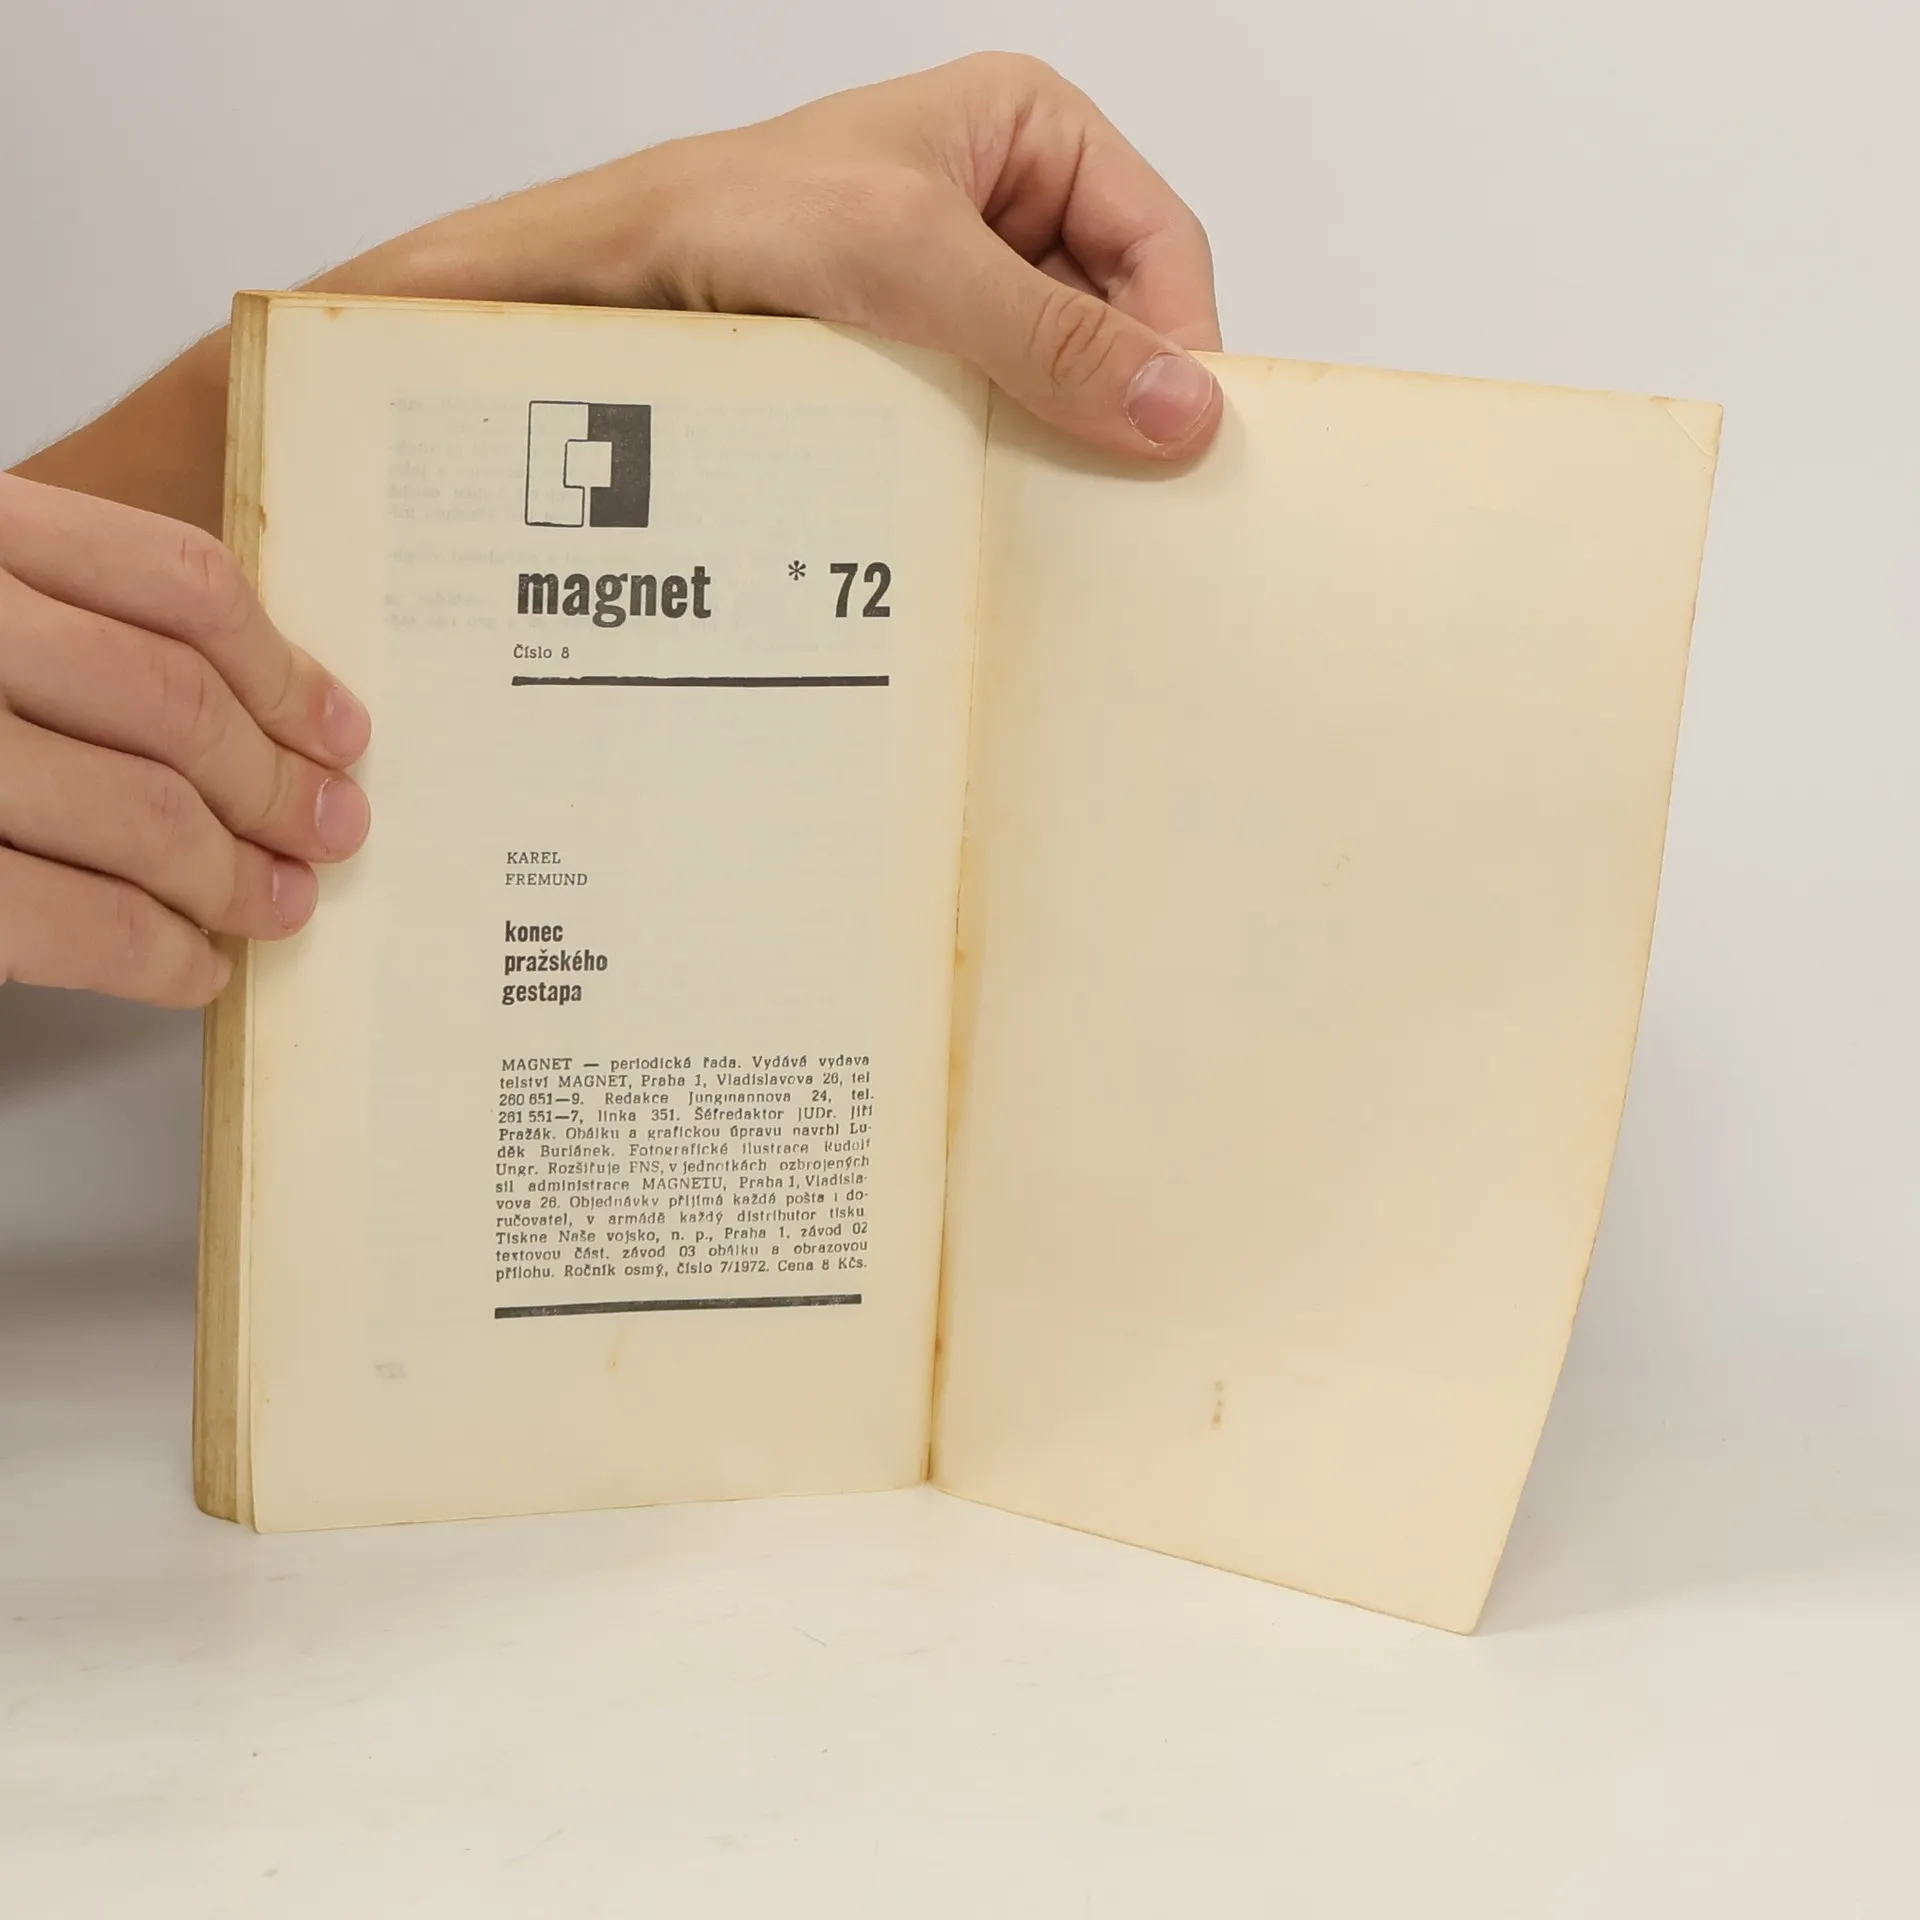 magnet * 72
Číslo 8
KAREL
FREMUND
konec
pražského
gestapa
MAGNET — periodická řada. Vydává vydava
telství MAGNET, Praha 1, Vladislavova 26, tel
260 651—9. Redakce Jungmannova 24, tel.
261 551—7, linka 351. Šéfredaktor JUDr. Jiří
Pražák. Obálku a grafickou úpravu navrhl Lu-
děk Buriánek. Fotografické ilustrace Rudolf
Ungr. Rozšiřuje PNS, v jednotkách ozbrojených
sil administrace MAGNETU, Praha 1, Vladisla-
vova 26. Objednávky přijímá každá pošta i do-
ručovatel, v armádě každý distributor tisku
Tiskne Naše vojsko, n. p., Praha 1, závod 02
textovou část. závod 03 obálku a obrazovou
přílohu. Ročník osmý, číslo 7/1972. Cena 8 Kčs.